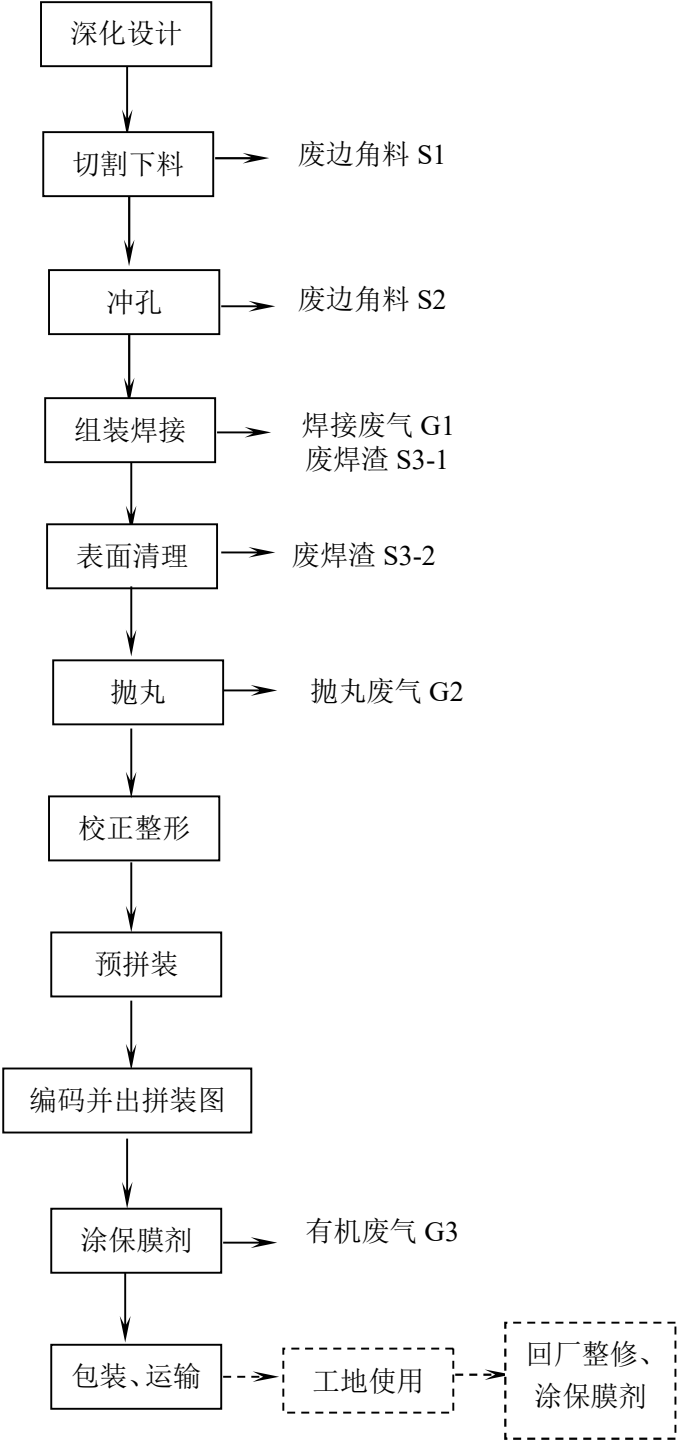 深化设计
切割下料
废边角料 S1
冲孔
废边角料 S2
组装焊接
焊接废气 G1
废焊渣 S3-1
表面清理
废焊渣 S3-2
抛丸
抛丸废气 G2
校正整形
预拼装
编码并出拼装图
涂保膜剂
有机废气 G3
包装、运输
工地使用
回厂整修、
涂保膜剂